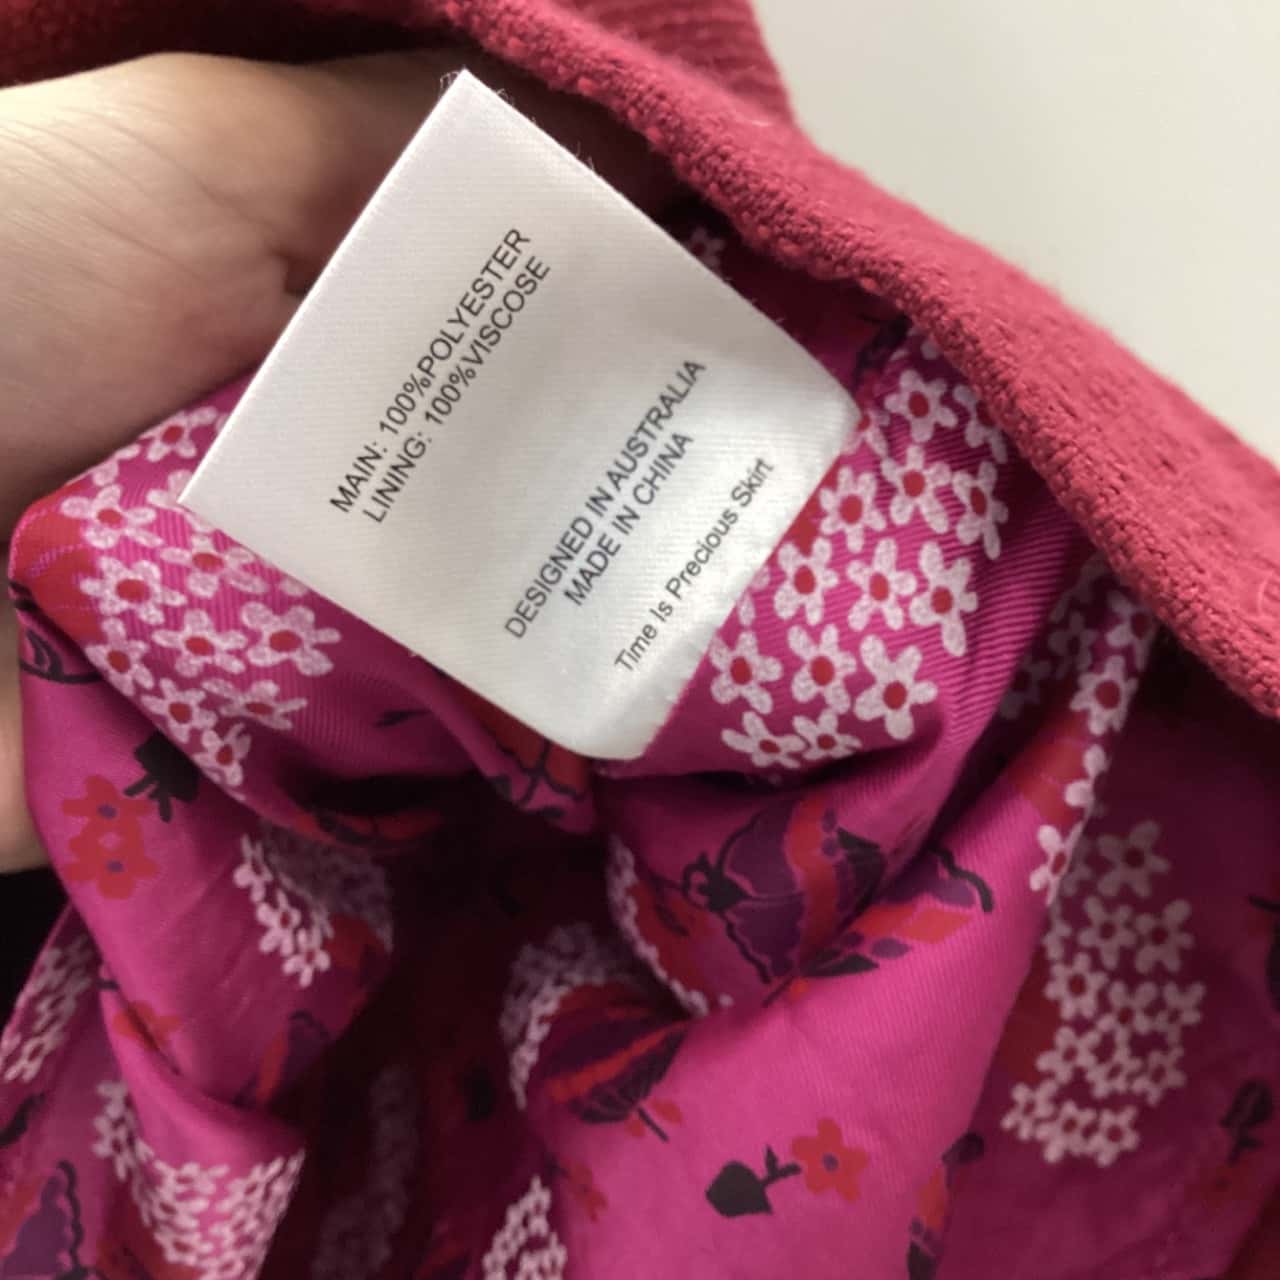 MAIN: 100%POLYESTER
LINING: 100%VISCOSE
DESIGNED IN AUSTRALIA
MADE IN CHINA
Time Is Precious Skirt